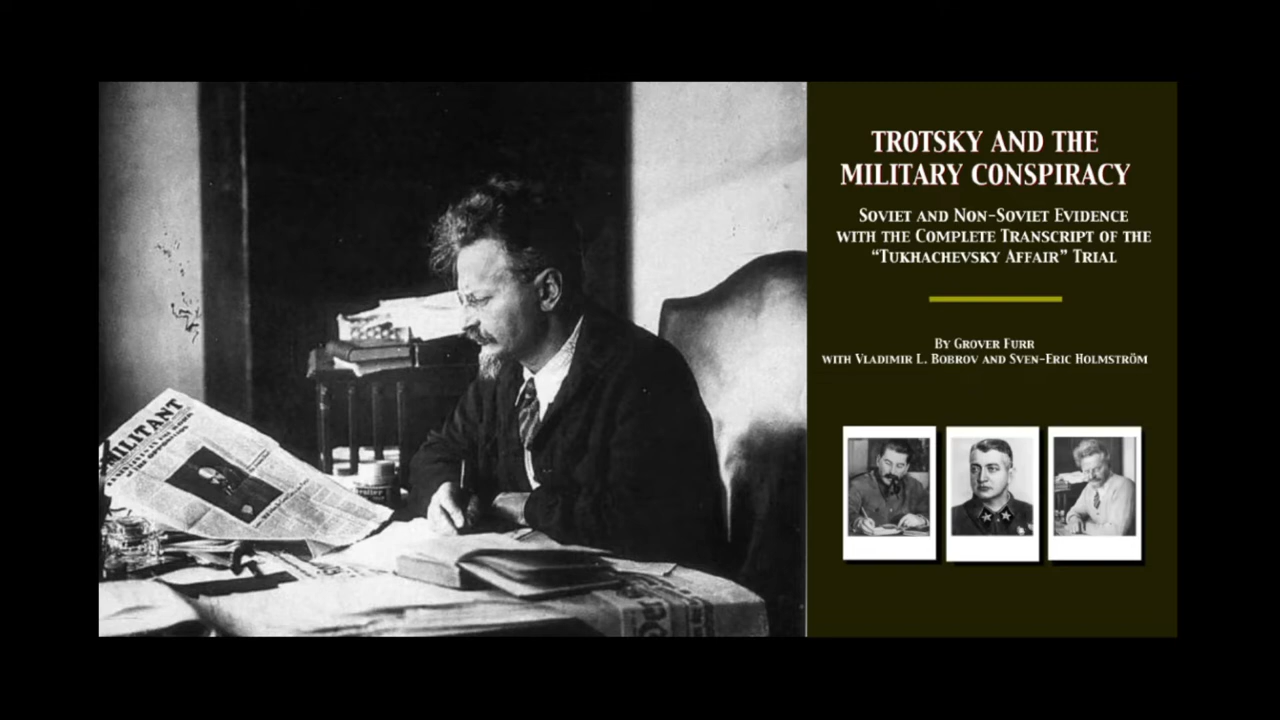 MILITANT
TROTSKY AND THE
MILITARY CONSPIRACY
SOVIET AND NON-SOVIET EVIDENCE
WITH THE COMPLETE TRANSCRIPT OF THE
“TUKHACHEVSKY AFFAIR” TRIAL
BY GROVER FURR
WITH VLADIMIR L. BOBROV AND SVEN-ERIC HOLMSTRÖM